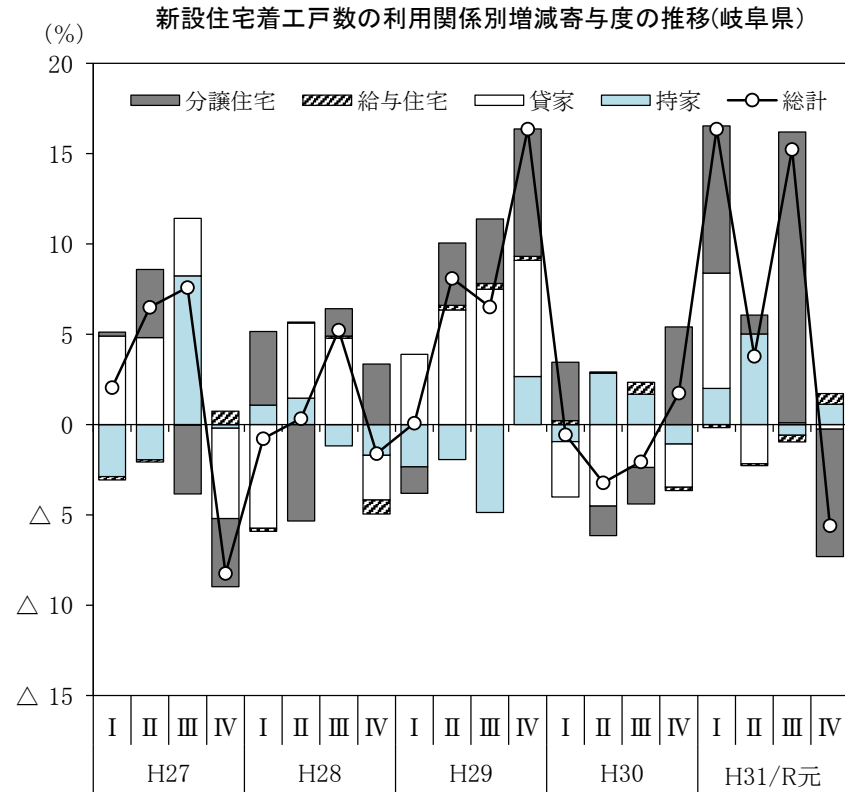 新設住宅着工戸数の利用関係別増減寄与度の推移(岐阜県)
(%)
20
分譲住宅 給与住宅 貸家 持家 総計
15
10
5
0
△ 5
△ 10
△ 15
Ⅰ Ⅱ Ⅲ Ⅳ Ⅰ Ⅱ Ⅲ Ⅳ Ⅰ Ⅱ Ⅲ Ⅳ Ⅰ Ⅱ Ⅲ Ⅳ Ⅰ Ⅱ Ⅲ Ⅳ
H27 H28 H29 H30 H31/R元